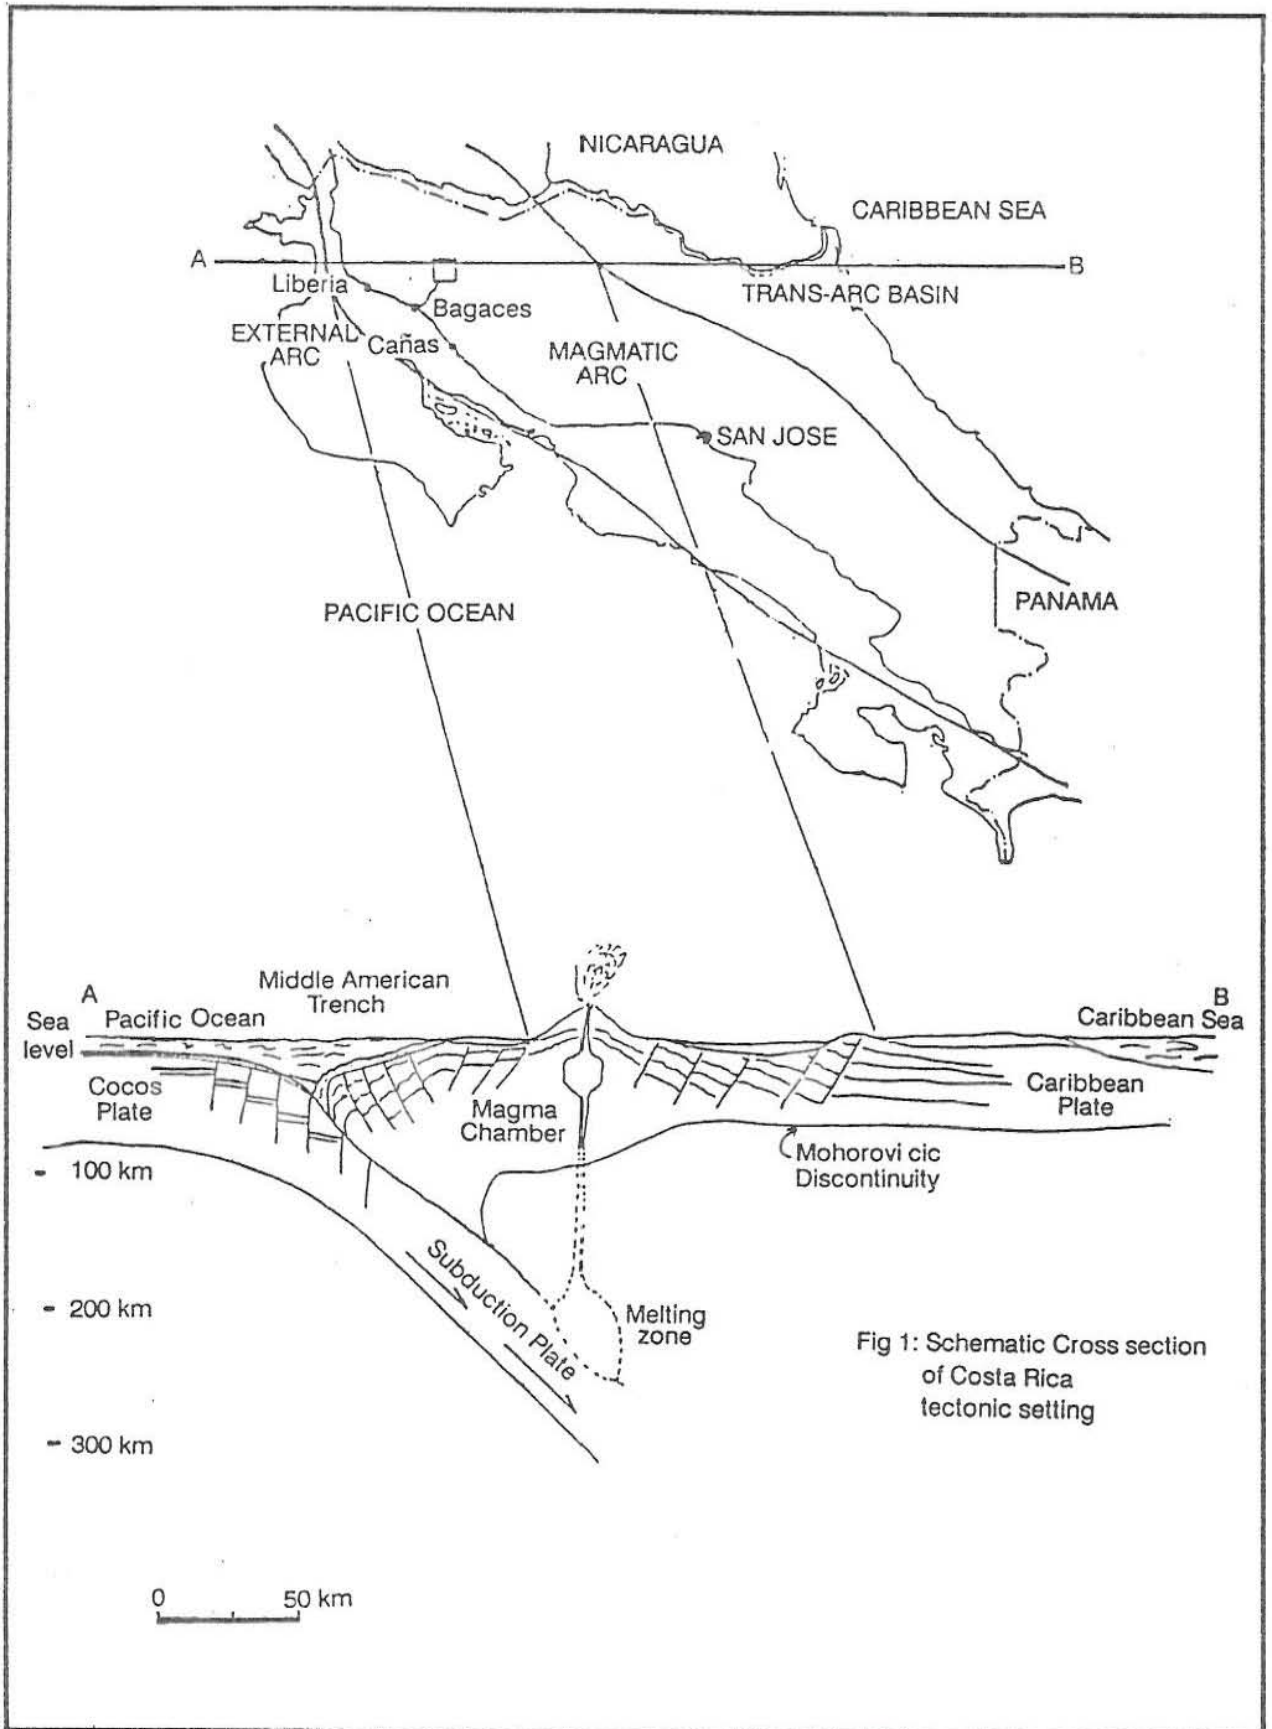 NICARAGUA
CARIBBEAN SEA
A
B
Liberia
TRANS-ARC BASIN
Bagaces
EXTERNAL
ARC
Cañas
MAGMATIC
ARC
SAN JOSE
PACIFIC OCEAN
PANAMA
Middle American
Trench
A
B
Sea
level
Pacific Ocean
Caribbean Sea
Cocos
Plate
Magma
Chamber
Caribbean
Plate
Mohorovi cic
Discontinuity
- 100 km
Subduction Plate
- 200 km
Melting
zone
Fig 1: Schematic Cross section
of Costa Rica
tectonic setting
- 300 km
0 50 km